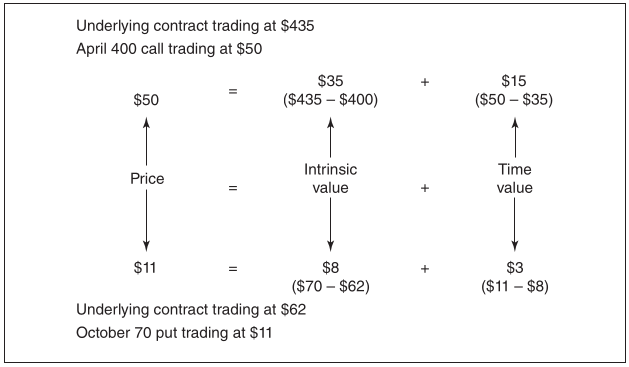 Underlying contract trading at $435
April 400 call trading at $50
$50 = $35 + $15
($435 – $400) ($50 – $35)
Price = Intrinsic value + Time value
$11 = $8 + $3
($70 – $62) ($11 – $8)
Underlying contract trading at $62
October 70 put trading at $11